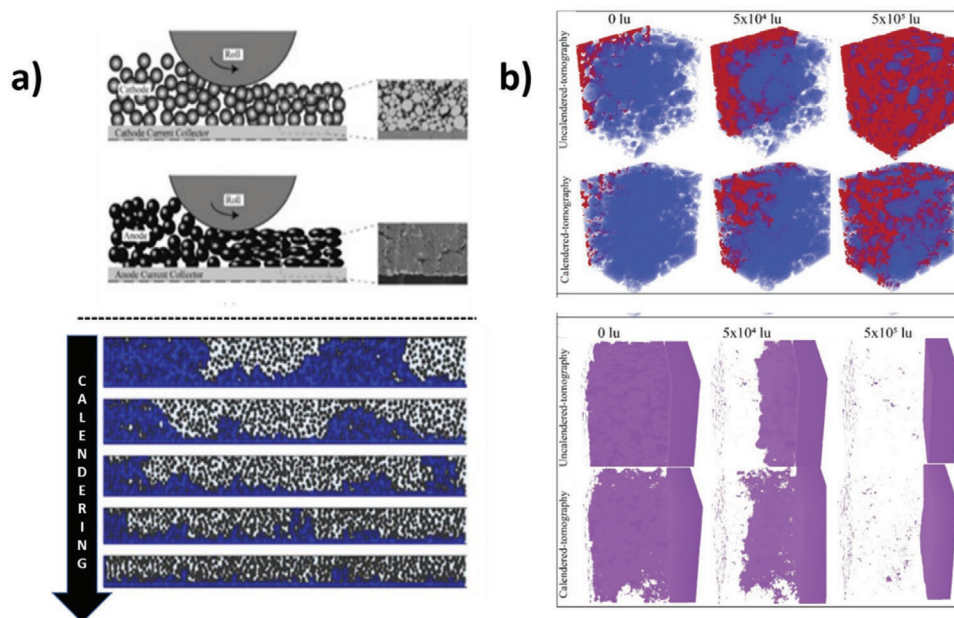 a)
Roll
Cathode
Cathode Current Collector
Roll
Anode
Anode Current Collector
CALENDERING
b)
0 lu 5x10⁴ lu 5x10⁵ lu
Uncalendered-tomography
Calendered-tomography
0 lu 5x10⁴ lu 5x10⁵ lu
Uncalendered-tomography
Calendered-tomography